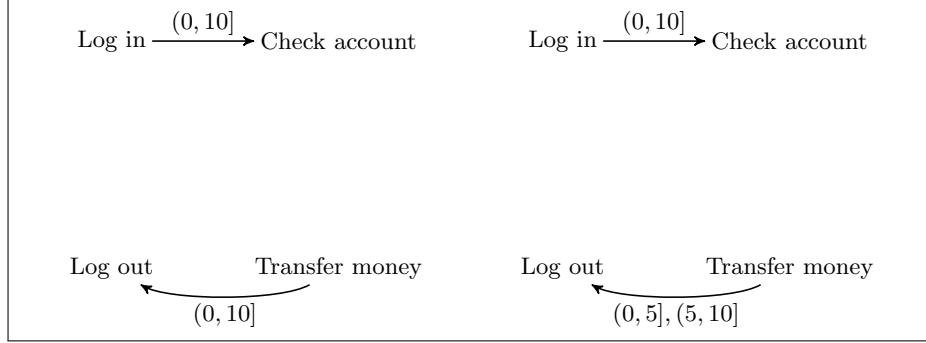 (0, 10] (0, 10]
Log in Check account Log in Check account
Log out Transfer money Log out Transfer money
(0, 10] (0, 5], (5, 10]